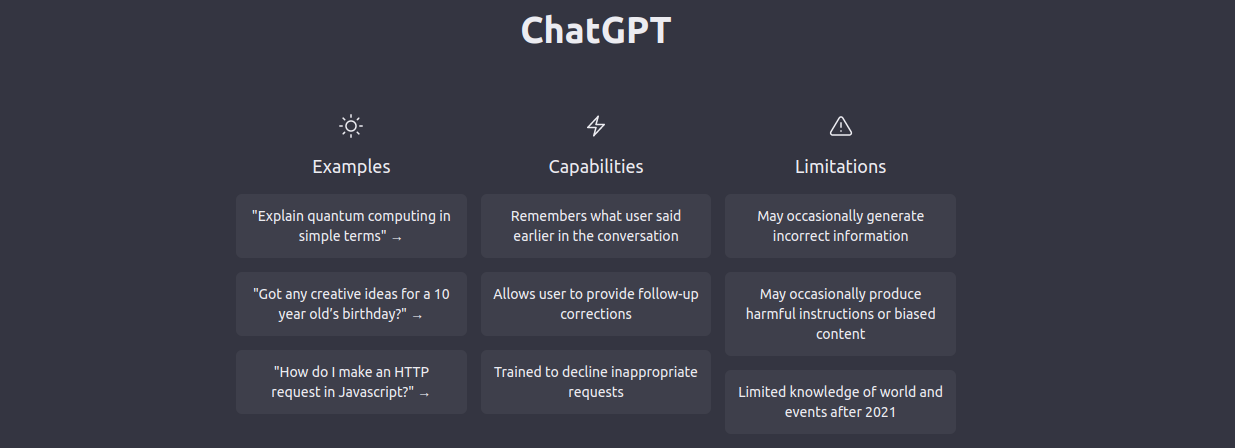 ChatGPT
Examples
"Explain quantum computing in
simple terms" →
"Got any creative ideas for a 10
year old's birthday?" →
"How do I make an HTTP
request in Javascript?" →
Capabilities
Remembers what user said
earlier in the conversation
Allows user to provide follow-up
corrections
Trained to decline inappropriate
requests
Limitations
May occasionally generate
incorrect information
May occasionally produce
harmful instructions or biased
content
Limited knowledge of world and
events after 2021